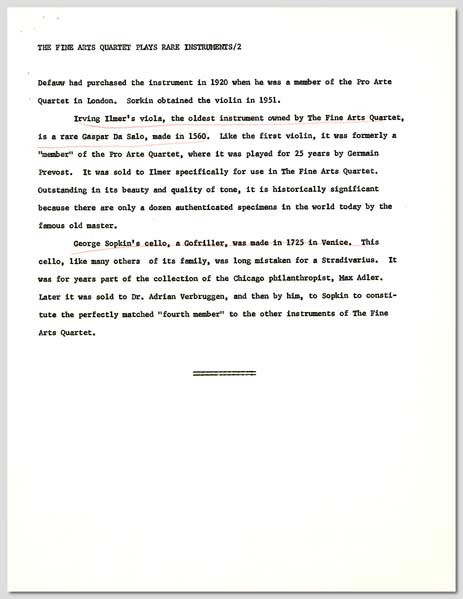 THE FINE ARTS QUARTET PLAYS RARE INSTRUMENTS/2
Defauw had purchased the instrument in 1920 when he was a member of the Pro Arte
Quartet in London. Sorkin obtained the violin in 1951.
Irving Ilmer's viola, the oldest instrument owned by The Fine Arts Quartet,
is a rare Gaspar Da Salo, made in 1560. Like the first violin, it was formerly a
"member" of the Pro Arte Quartet, where it was played for 25 years by Germain
Prevost. It was sold to Ilmer specifically for use in The Fine Arts Quartet.
Outstanding in its beauty and quality of tone, it is historically significant
because there are only a dozen authenticated specimens in the world today by the
famous old master.
George Sopkin's cello, a Gofriller, was made in 1725 in Venice. This
cello, like many others of its family, was long mistaken for a Stradivarius. It
was for years part of the collection of the Chicago philanthropist, Max Adler.
Later it was sold to Dr. Adrian Verbruggen, and then by him, to Sopkin to consti-
tute the perfectly matched "fourth member" to the other instruments of The Fine
Arts Quartet.